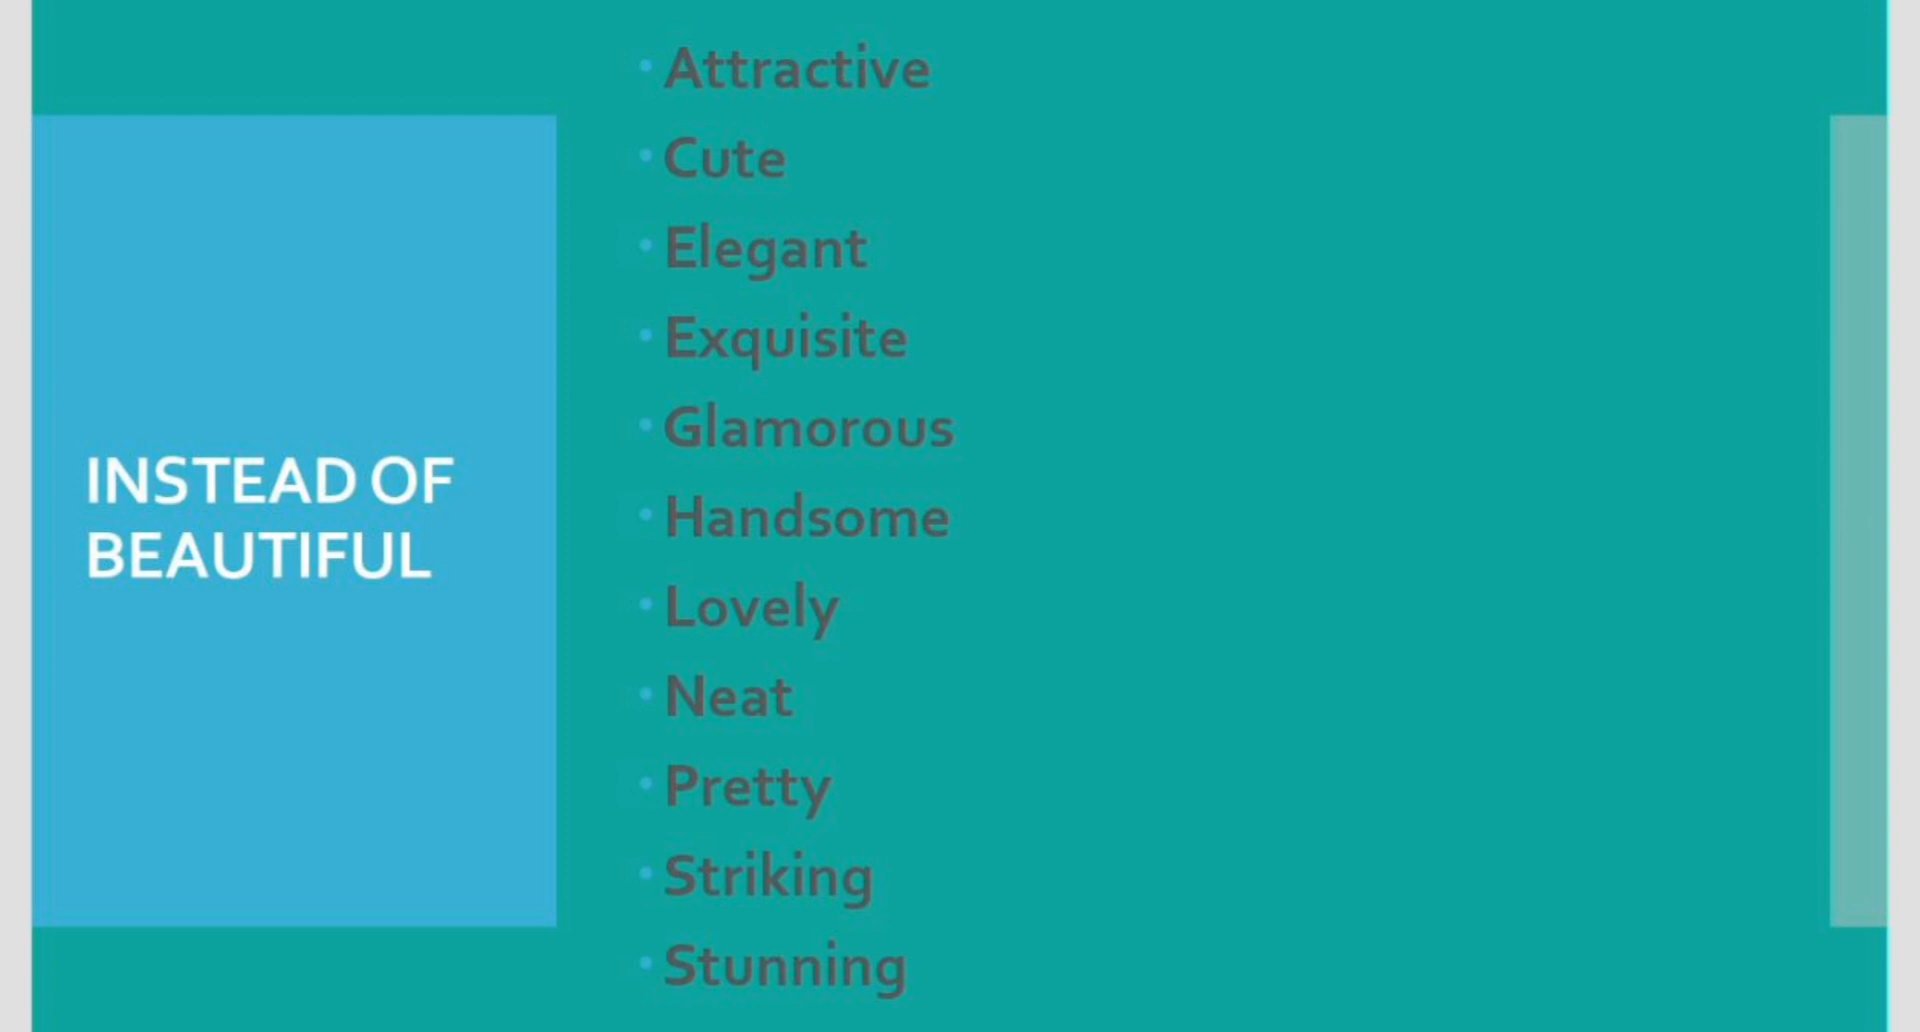 INSTEAD OF
BEAUTIFUL
Attractive
Cute
Elegant
Exquisite
Glamorous
Handsome
Lovely
Neat
Pretty
Striking
Stunning